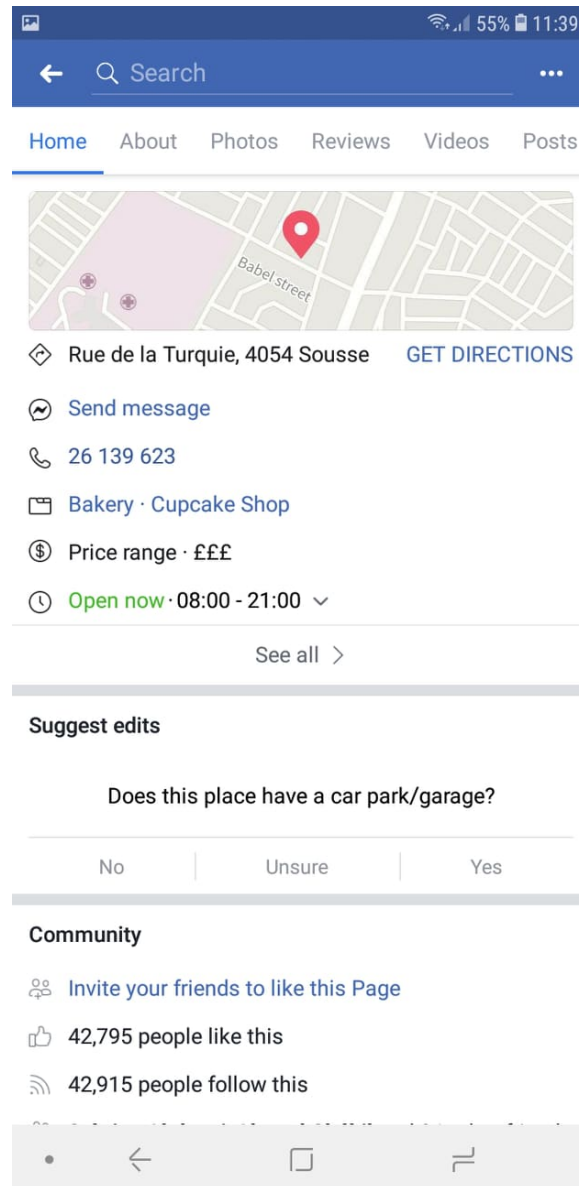 55% 11:39
Search
Home About Photos Reviews Videos Posts
Babel street
Rue de la Turquie, 4054 Sousse GET DIRECTIONS
Send message
26 139 623
Bakery · Cupcake Shop
Price range · £££
Open now · 08:00 - 21:00
See all
Suggest edits
Does this place have a car park/garage?
No Unsure Yes
Community
Invite your friends to like this Page
42,795 people like this
42,915 people follow this